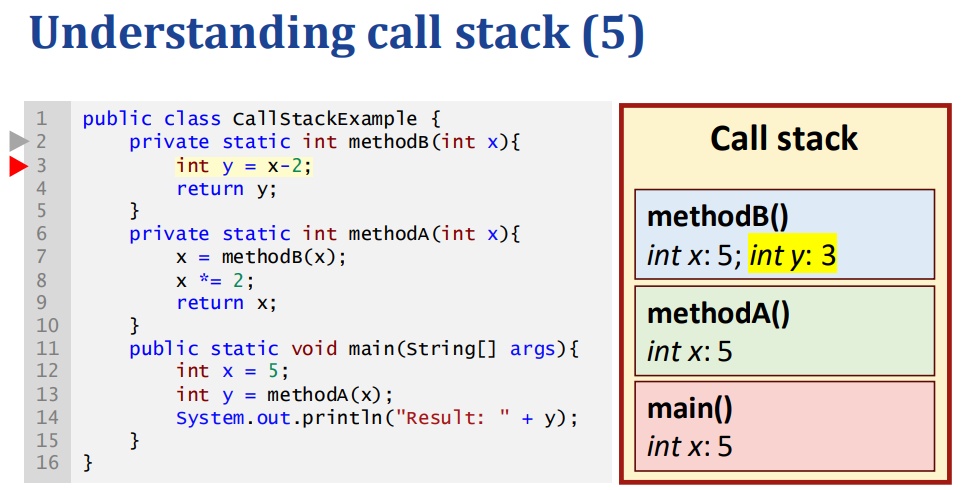 Understanding call stack (5)
1 public class CallStackExample {
2 private static int methodB(int x){
3 int y = x-2;
4 return y;
5 }
6 private static int methodA(int x){
7 x = methodB(x);
8 x *= 2;
9 return x;
10 }
11 public static void main(String[] args){
12 int x = 5;
13 int y = methodA(x);
14 System.out.println("Result: " + y);
15 }
16 }
Call stack
methodB()
int x: 5; int y: 3
methodA()
int x: 5
main()
int x: 5